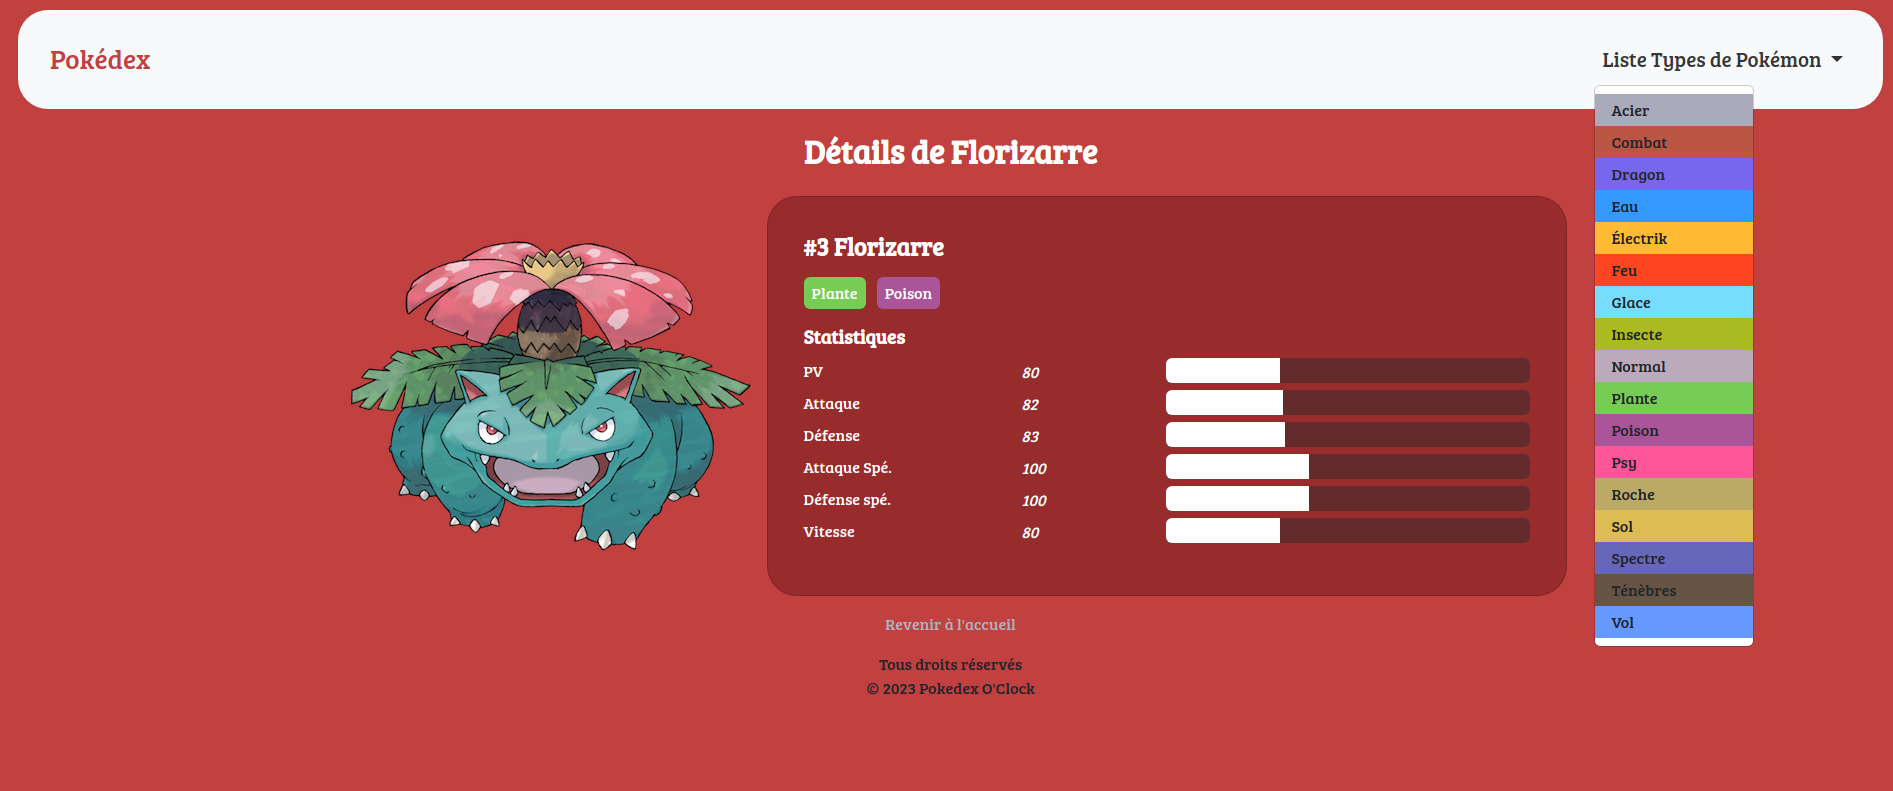 Pokédex
Liste Types de Pokémon
Acier
Combat
Dragon
Eau
Électrik
Feu
Glace
Insecte
Normal
Plante
Poison
Psy
Roche
Sol
Spectre
Ténèbres
Vol
Détails de Florizarre
#3 Florizarre
Plante Poison
Statistiques
PV 80
Attaque 82
Défense 83
Attaque Spé. 100
Défense spé. 100
Vitesse 80
Revenir à l'accueil
Tous droits réservés
© 2023 Pokedex O'Clock